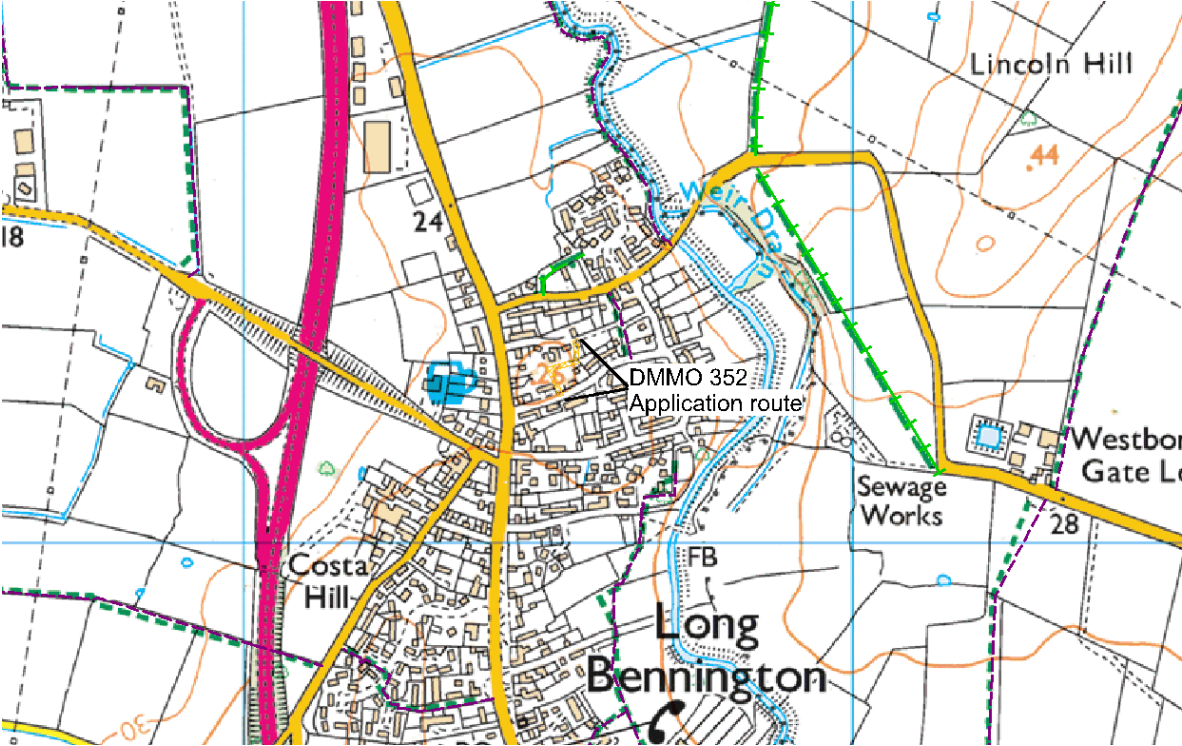 Lincoln Hill
44
Weir Drain
24
18
DMMO 352
Application route
26
Westbor
Gate Lo
Sewage
Works
28
FB
Costa
Hill
Long
Bennington
30